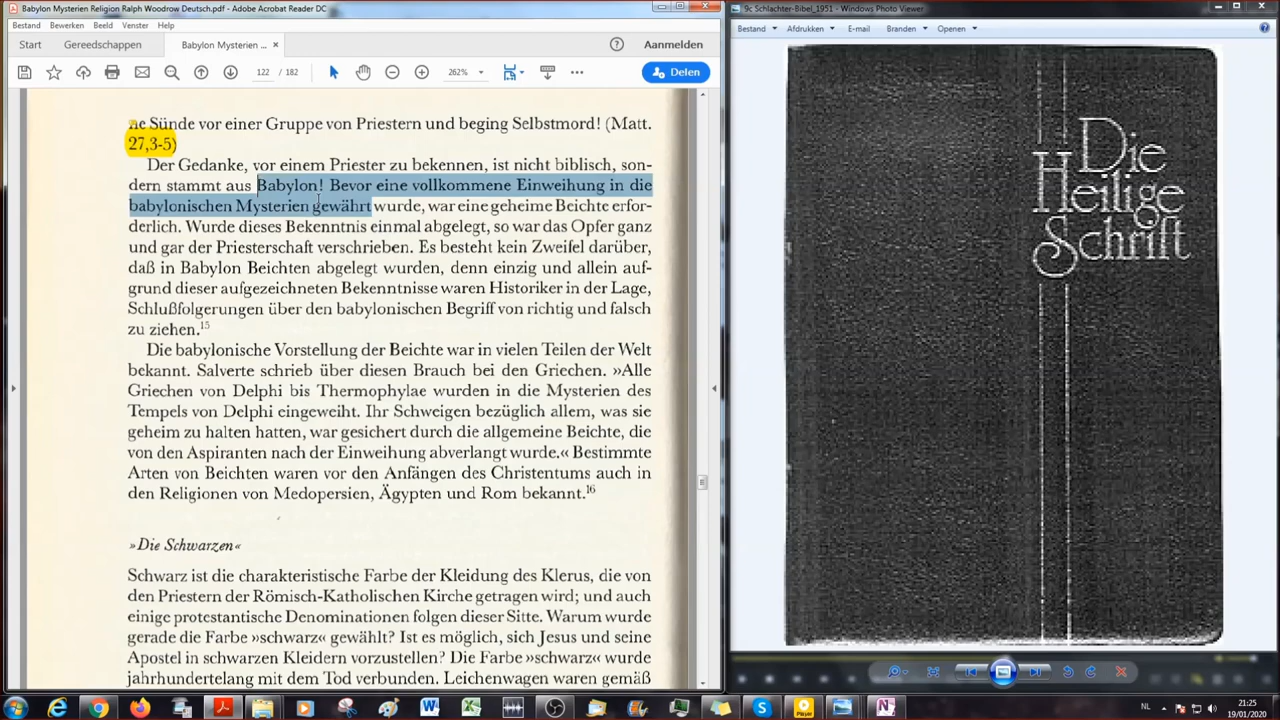 Babylon Mysterien Religion Ralph Woodrow Deutsch.pdf - Adobe Acrobat Reader DC
Bestand Bewerken Beeld Venster Help
Start Gereedschappen Babylon Mysterien ... × Anmelden
122 / 182 262% Delen
ne Sünde vor einer Gruppe von Priestern und beging Selbstmord! (Matt.
27,3-5)
Der Gedanke, vor einem Priester zu bekennen, ist nicht biblisch, son-
dern stammt aus Babylon! Bevor eine vollkommene Einweihung in die
babylonischen Mysterien gewährt wurde, war eine geheime Beichte erfor-
derlich. Wurde dieses Bekenntnis einmal abgelegt, so war das Opfer ganz
und gar der Priesterschaft verschrieben. Es besteht kein Zweifel darüber,
daß in Babylon Beichten abgelegt wurden, denn einzig und allein auf-
grund dieser aufgezeichneten Bekenntnisse waren Historiker in der Lage,
Schlußfolgerungen über den babylonischen Begriff von richtig und falsch
zu ziehen.15
Die babylonische Vorstellung der Beichte war in vielen Teilen der Welt
bekannt. Salverte schrieb über diesen Brauch bei den Griechen. »Alle
Griechen von Delphi bis Thermophylae wurden in die Mysterien des
Tempels von Delphi eingeweiht. Ihr Schweigen bezüglich allem, was sie
geheim zu halten hatten, war gesichert durch die allgemeine Beichte, die
von den Aspiranten nach der Einweihung abverlangt wurde.« Bestimmte
Arten von Beichten waren vor den Anfängen des Christentums auch in
den Religionen von Medopersien, Ägypten und Rom bekannt.16
»Die Schwarzen«
Schwarz ist die charakteristische Farbe der Kleidung des Klerus, die von
den Priestern der Römisch-Katholischen Kirche getragen wird; und auch
einige protestantische Denominationen folgen dieser Sitte. Warum wurde
gerade die Farbe »schwarz« gewählt? Ist es möglich, sich Jesus und seine
Apostel in schwarzen Kleidern vorzustellen? Die Farbe »schwarz« wurde
jahrhundertelang mit dem Tod verbunden. Leichenwagen waren gemäß
9c Schlachter-Bibel_1951 - Windows Photo Viewer
Bestand Afdrukken E-mail Branden Openen
Die
Heilige
Schrift
NL 21:25
19/01/2020